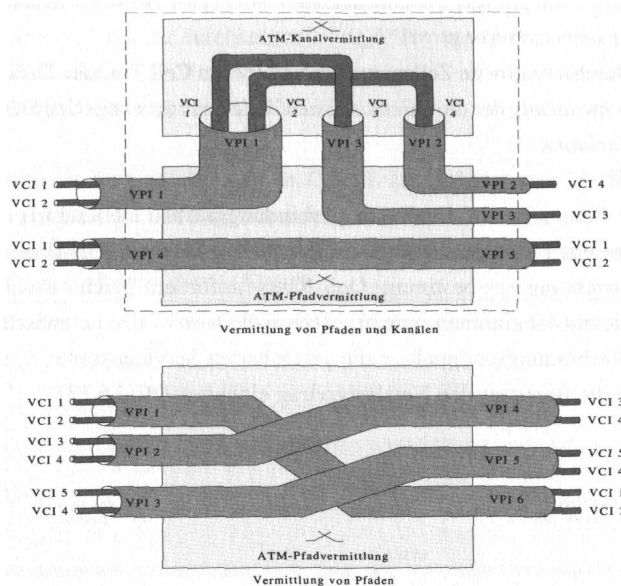 ATM-Kanalvermittlung
VCI 1
VCI 2
VCI 3
VCI 4
VPI 1
VPI 3
VPI 2
VCI 1
VCI 2
VPI 1
VPI 2
VCI 4
VPI 3
VCI 3
VCI 1
VCI 2
VPI 4
VPI 5
VCI 1
VCI 2
ATM-Pfadvermittlung
Vermittlung von Pfaden und Kanälen
VCI 1
VCI 2
VPI 1
VPI 4
VCI 3
VCI 4
VCI 3
VCI 4
VPI 2
VPI 5
VCI 5
VCI 4
VCI 5
VCI 4
VPI 3
VPI 6
VCI
VCI
ATM-Pfadvermittlung
Vermittlung von Pfaden